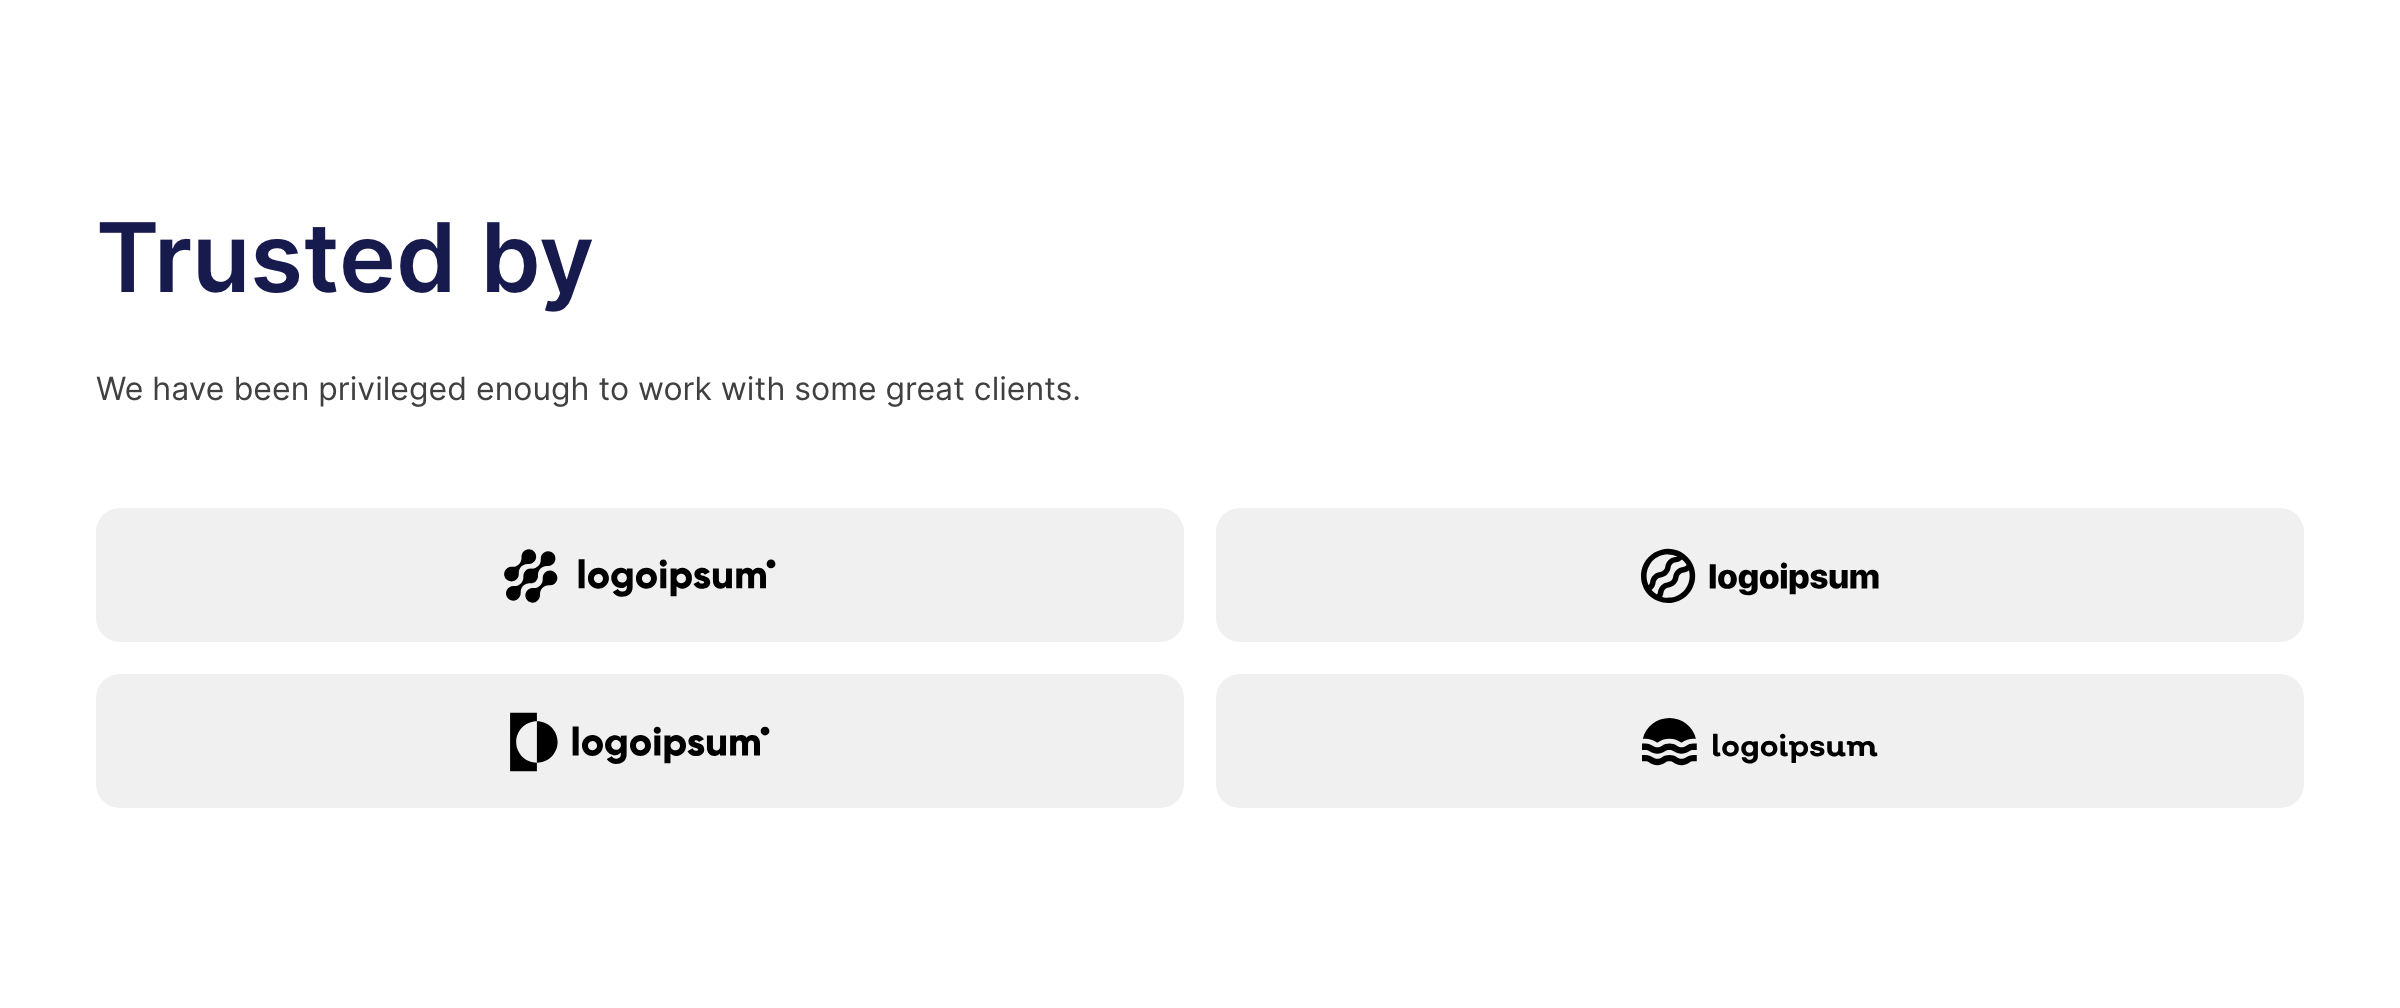 Trusted by
We have been privileged enough to work with some great clients.
logoipsum
logoipsum
logoipsum
logoipsum